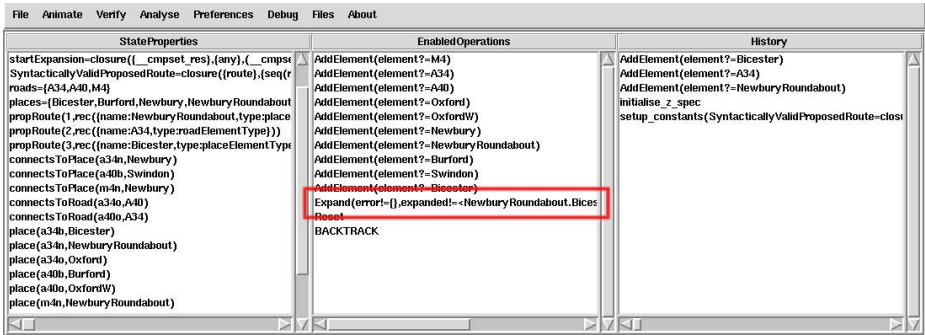 File Animate Verify Analyse Preferences Debug Files About
StateProperties
startExpansion=closure({__cmpset_res},{any},(__cmpse
SyntacticallyValidProposedRoute=closure({route},{seq(r
roads={A34,A40,M4}
places={Bicester,Burford,Newbury,NewburyRoundabout
propRoute(1,rec({name:NewburyRoundabout,type:place
propRoute(2,rec({name:A34,type:roadElementType}))
propRoute(3,rec({name:Bicester,type:placeElementType
connectsToPlace(a34n,Newbury)
connectsToPlace(a40b,Swindon)
connectsToPlace(m4n,Newbury)
connectsToRoad(a34o,A40)
connectsToRoad(a40o,A34)
place(a34b,Bicester)
place(a34n,NewburyRoundabout)
place(a34o,Oxford)
place(a40b,Burford)
place(a40o,OxfordW)
place(m4n,NewburyRoundabout)
EnabledOperations
AddElement(element?=M4)
AddElement(element?=A34)
AddElement(element?=A40)
AddElement(element?=Oxford)
AddElement(element?=OxfordW)
AddElement(element?=Newbury)
AddElement(element?=NewburyRoundabout)
AddElement(element?=Burford)
AddElement(element?=Swindon)
AddElement(element?=Bicester)
Expand(error!={},expanded!=<NewburyRoundabout.Bices
Reset
BACKTRACK
History
AddElement(element?=Bicester)
AddElement(element?=A34)
AddElement(element?=NewburyRoundabout)
initialise_z_spec
setup_constants(SyntacticallyValidProposedRoute=closu